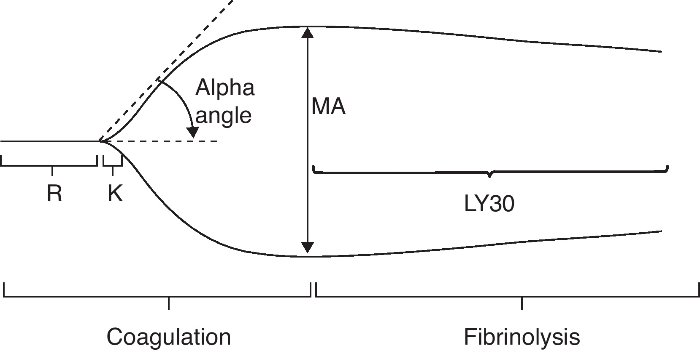 Alpha
angle
MA
R
K
LY30
Coagulation
Fibrinolysis